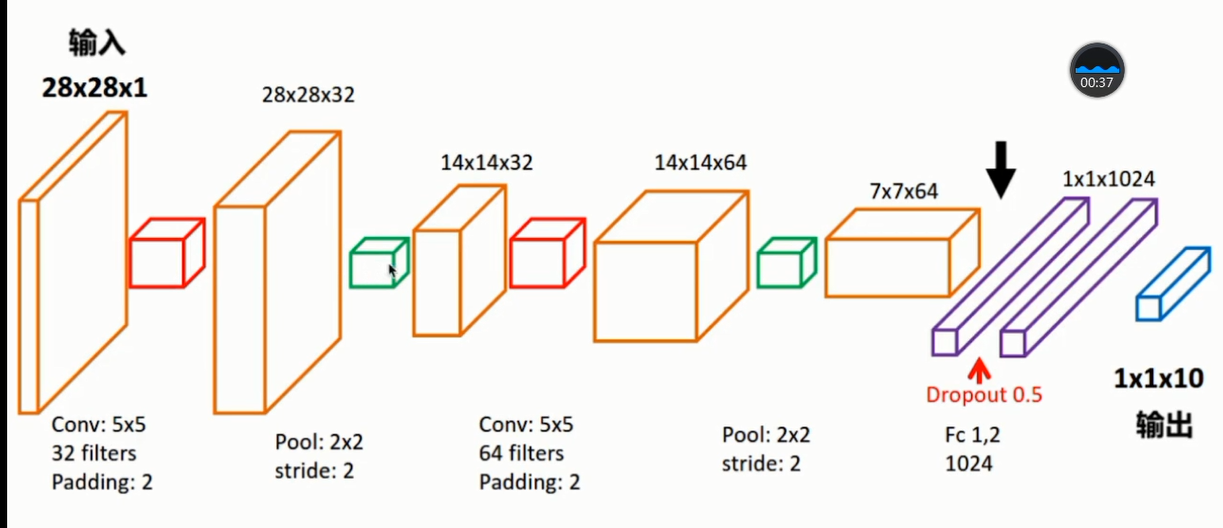 输入
28x28x1
28x28x32
14x14x32
14x14x64
7x7x64
1x1x1024
00:37
Conv: 5x5
32 filters
Padding: 2
Pool: 2x2
stride: 2
Conv: 5x5
64 filters
Padding: 2
Pool: 2x2
stride: 2
Dropout 0.5
Fc 1,2
1024
1x1x10
输出